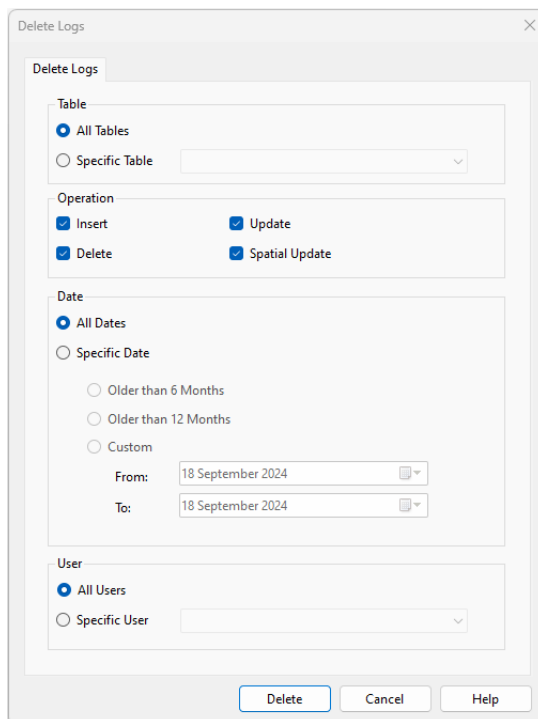 Delete Logs
Delete Logs
Table
All Tables
Specific Table
Operation
Insert Update
Delete Spatial Update
Date
All Dates
Specific Date
Older than 6 Months
Older than 12 Months
Custom
From: 18 September 2024
To: 18 September 2024
User
All Users
Specific User
Delete Cancel Help